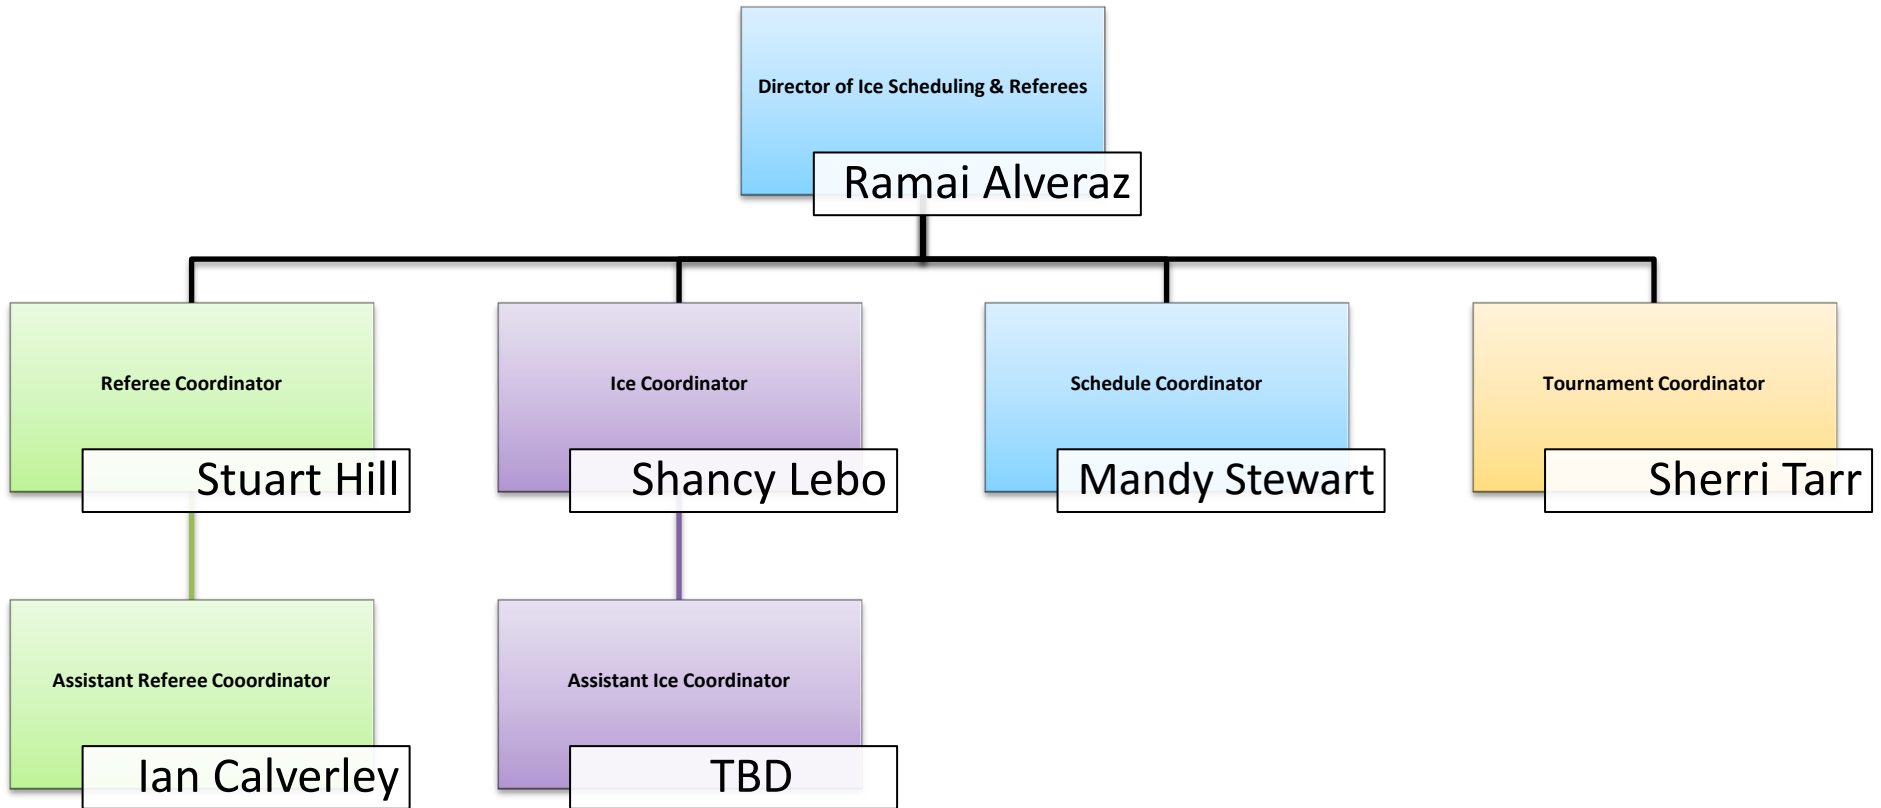 Director of Ice Scheduling & Referees
Ramai Alveraz
Referee Coordinator
Stuart Hill
Ice Coordinator
Shancy Lebo
Schedule Coordinator
Mandy Stewart
Tournament Coordinator
Sherri Tarr
Assistant Referee Cooordinator
Ian Calverley
Assistant Ice Coordinator
TBD